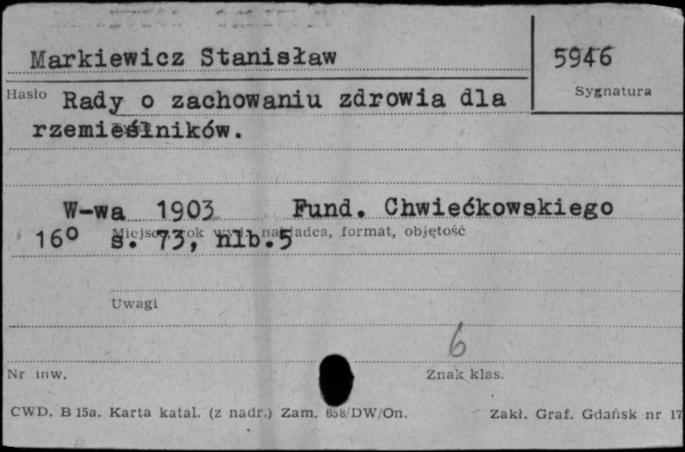 Markiewicz Stanisław
5946
Hasło
Sygnatura
Rady o zachowaniu zdrowia dla
rzemieślników.
W-wa 1903 Fund. Chwiećkowskiego
16° s. 73, nlb.5
Miejsce, rok wyd., nakładca, format, objętość
Uwagi
6
Nr inw.
Znak klas.
CWD. B 15a. Karta katal. (z nadr.) Zam. /DW/On.
Zakł. Graf. Gdańsk nr 17